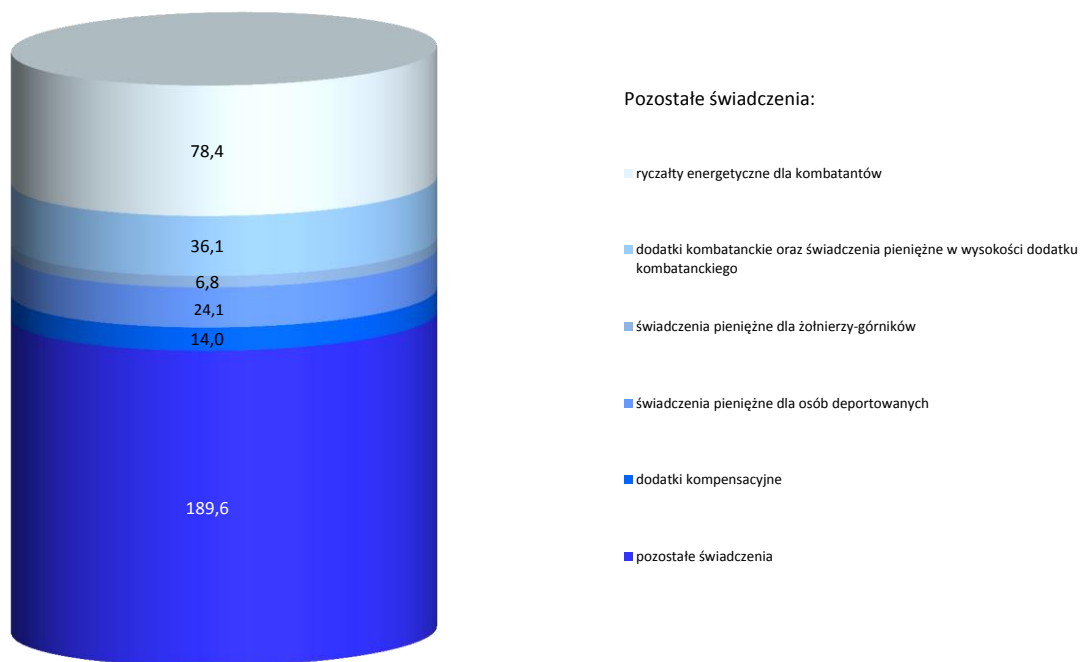 Pozostałe świadczenia:
78,4
ryczałty energetyczne dla kombatantów
36,1
dodatki kombatanckie oraz świadczenia pieniężne w wysokości dodatku
kombatanckiego
6,8
świadczenia pieniężne dla żołnierzy-górników
24,1
14,0
świadczenia pieniężne dla osób deportowanych
dodatki kompensacyjne
189,6
pozostałe świadczenia